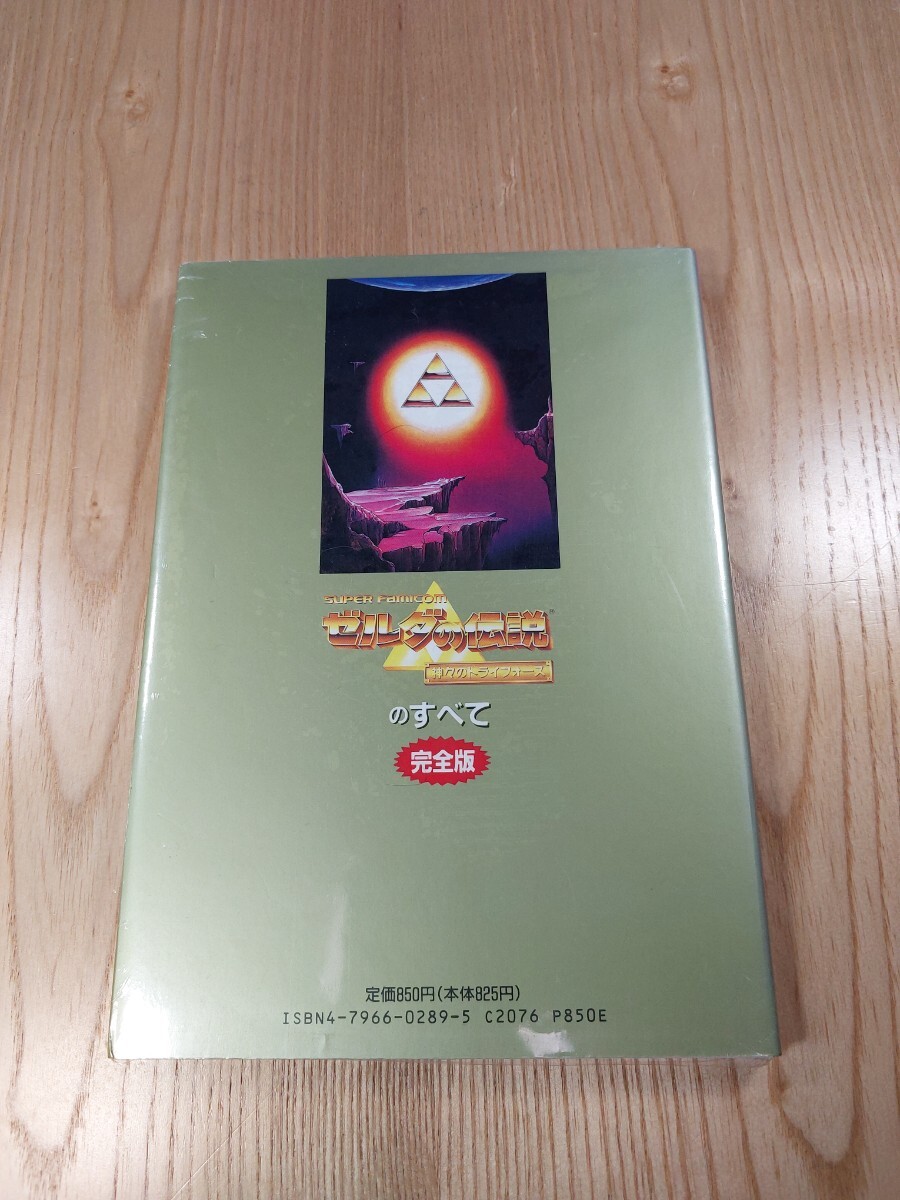 SUPER FAMICOM
ゼルダの伝説™
神々のトライフォース
のすべて
完全版
定価850円(本体825円)
ISBN4-7966-0289-5 C2076 P850E